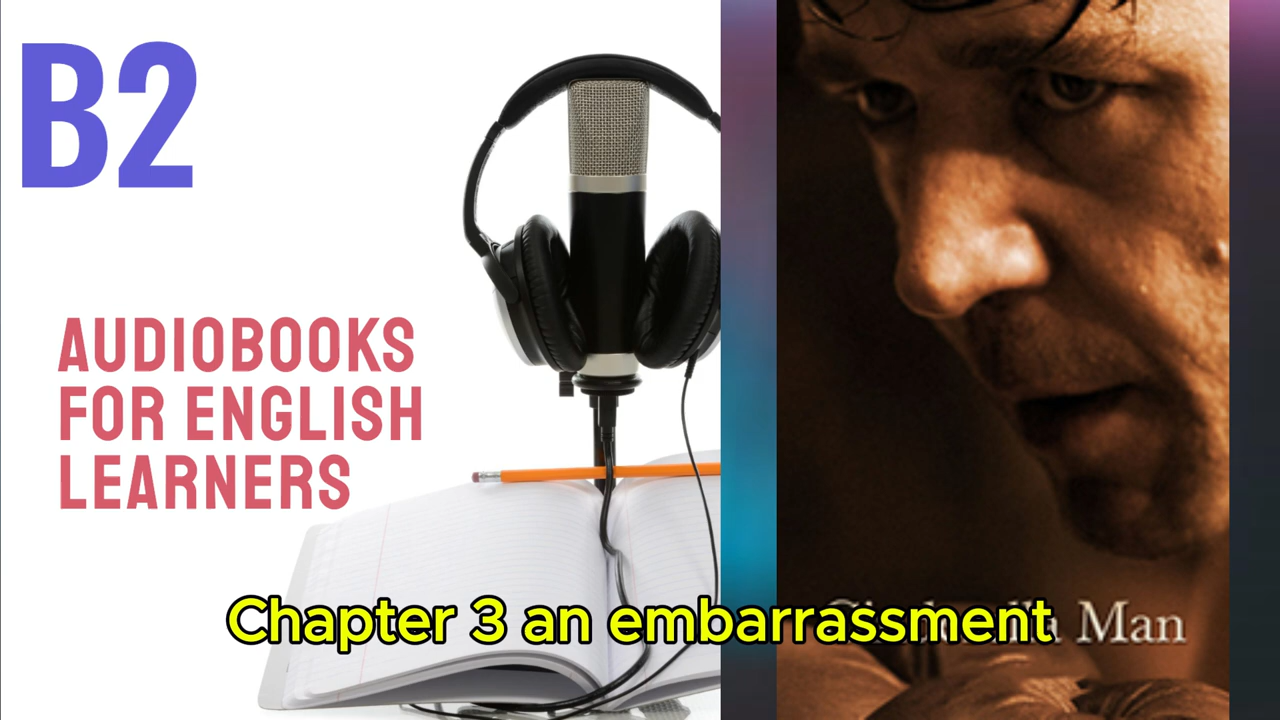 B2
AUDIOBOOKS
FOR ENGLISH
LEARNERS
Chapter 3 an embarrassment
Man